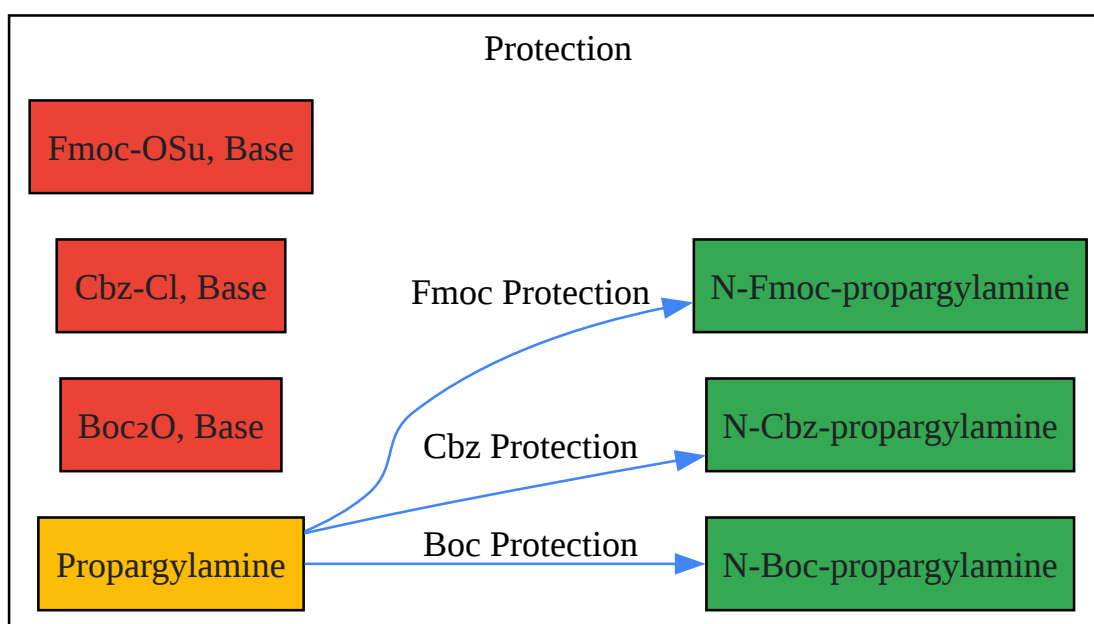 Protection
Fmoc-OSu, Base
Cbz-Cl, Base
Fmoc Protection
N-Fmoc-propargylamine
Boc₂O, Base
Cbz Protection
N-Cbz-propargylamine
Propargylamine
Boc Protection
N-Boc-propargylamine